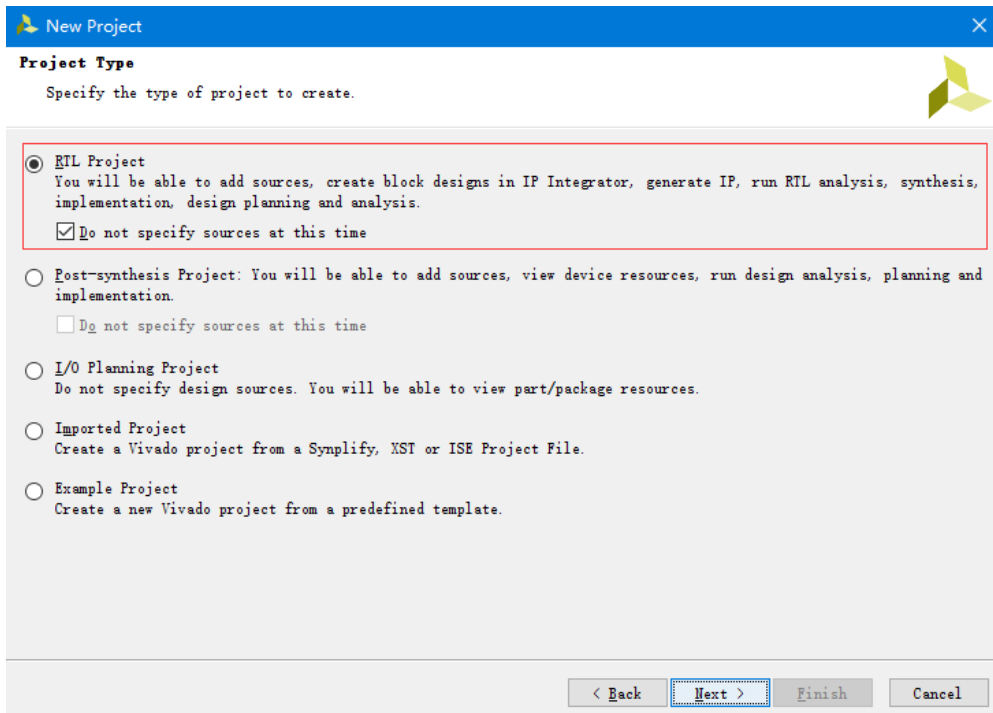 New Project
Project Type
Specify the type of project to create.
RTL Project
You will be able to add sources, create block designs in IP Integrator, generate IP, run RTL analysis, synthesis,
implementation, design planning and analysis.
Do not specify sources at this time
Post-synthesis Project: You will be able to add sources, view device resources, run design analysis, planning and
implementation.
Do not specify sources at this time
I/O Planning Project
Do not specify design sources. You will be able to view part/package resources.
Imported Project
Create a Vivado project from a Synplify, XST or ISE Project File.
Example Project
Create a new Vivado project from a predefined template.
< Back Next > Finish Cancel